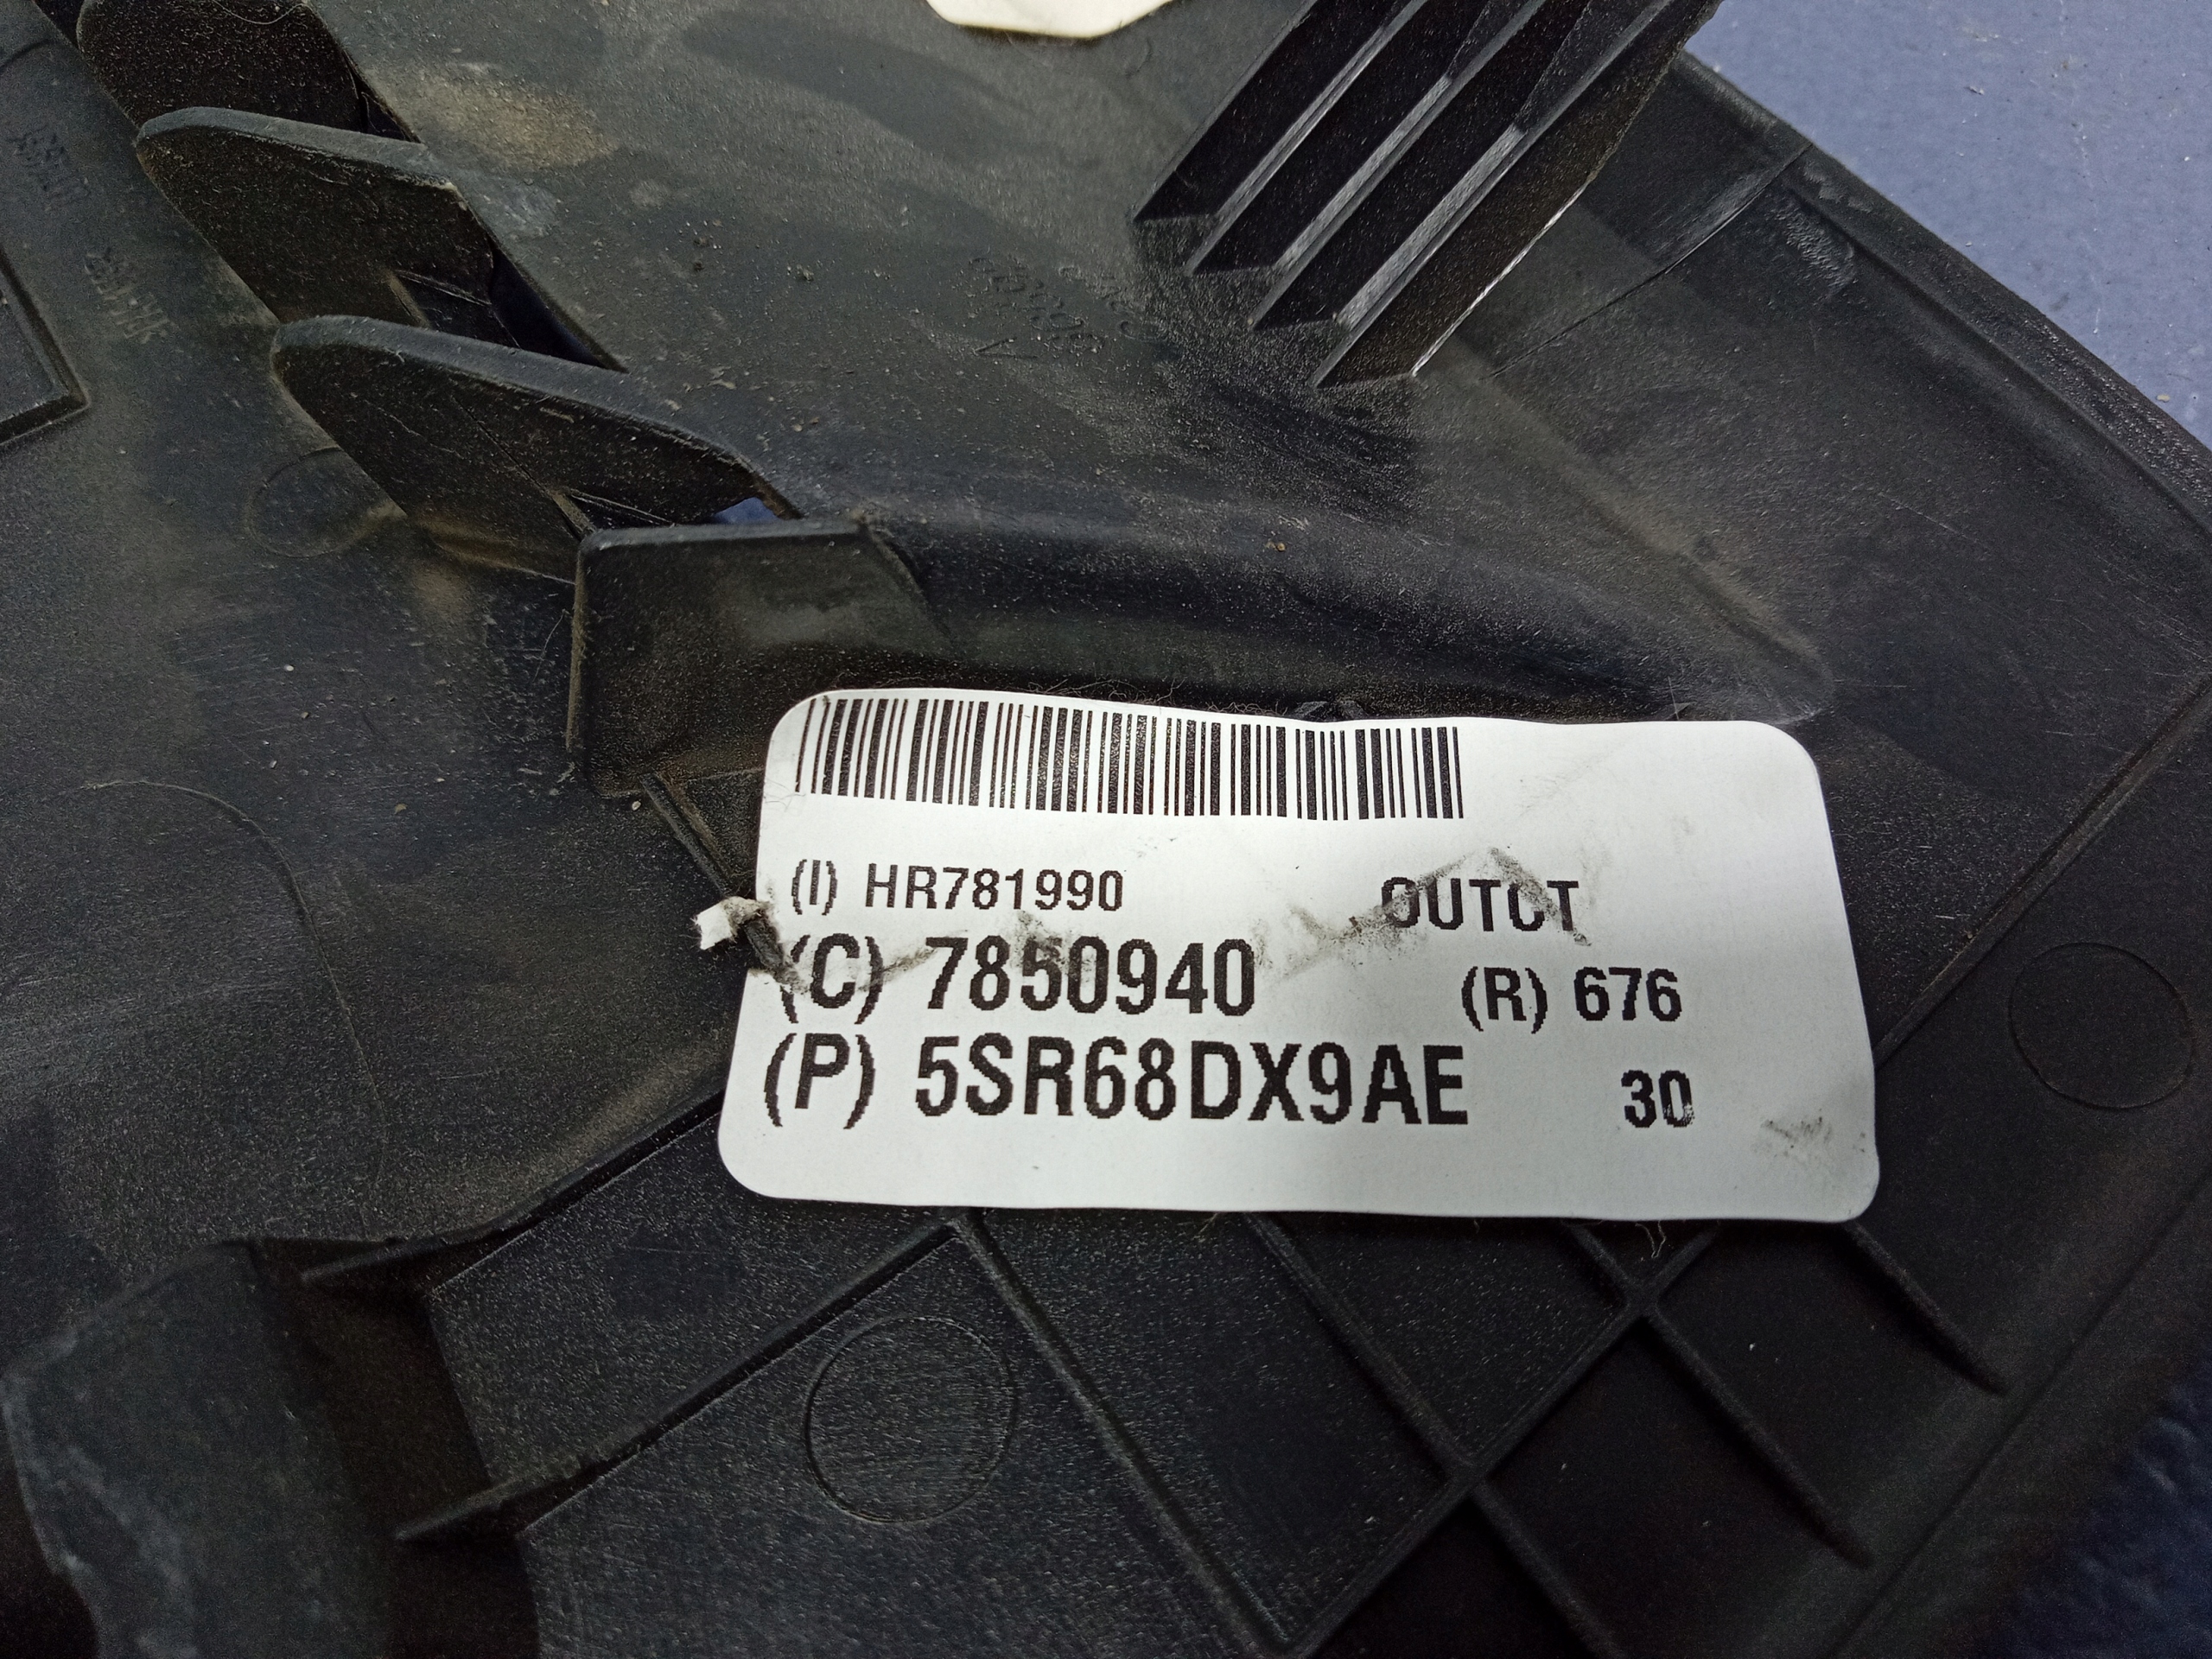 (I) HR781990 OUTCT
(C) 7850940 (R) 676
(P) 5SR68DX9AE 30